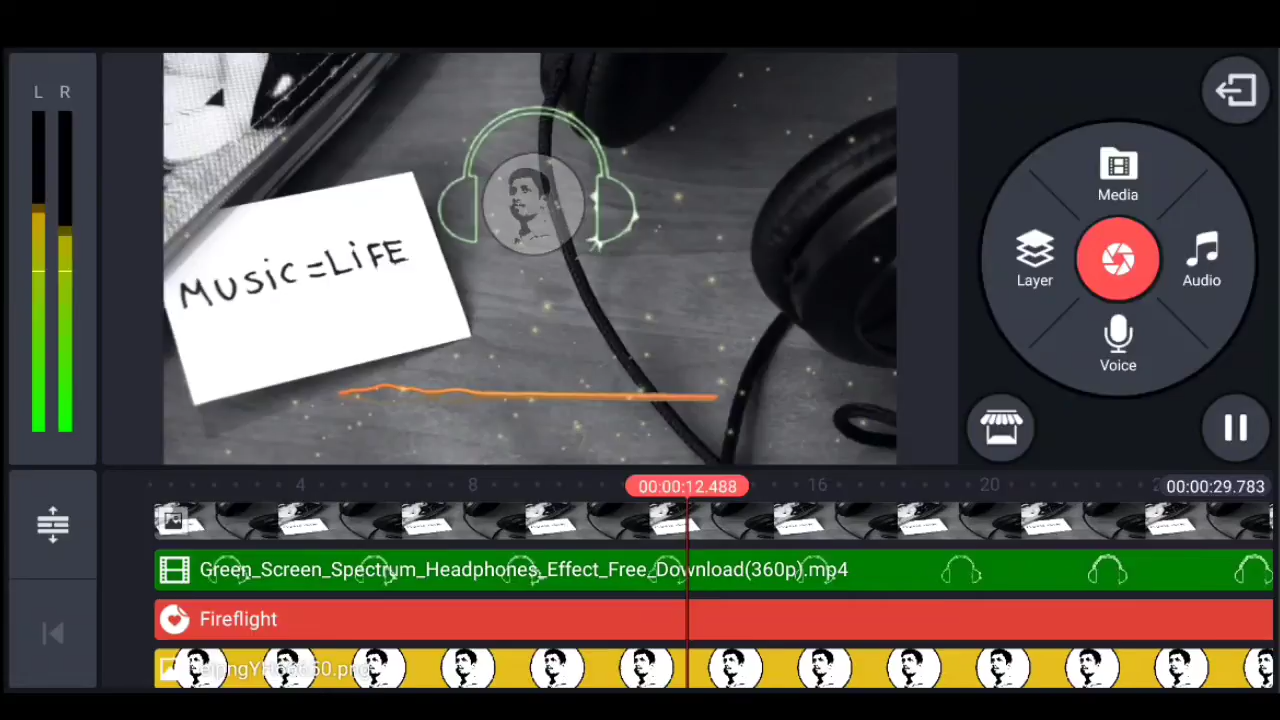 L R
MUSIC=LIFE
Media
Layer
Audio
Voice
4
8
00:00:12.488
16
20
00:00:29.783
Green_Screen_Spectrum_Headphones_Effect_Free_Download(360p).mp4
Fireflight